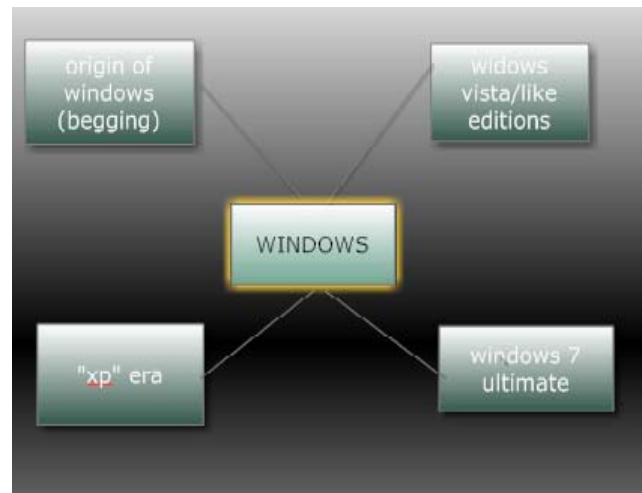 origin of
windows
(begging)
widows
vista/like
editions
WINDOWS
"xp" era
windows 7
ultimate